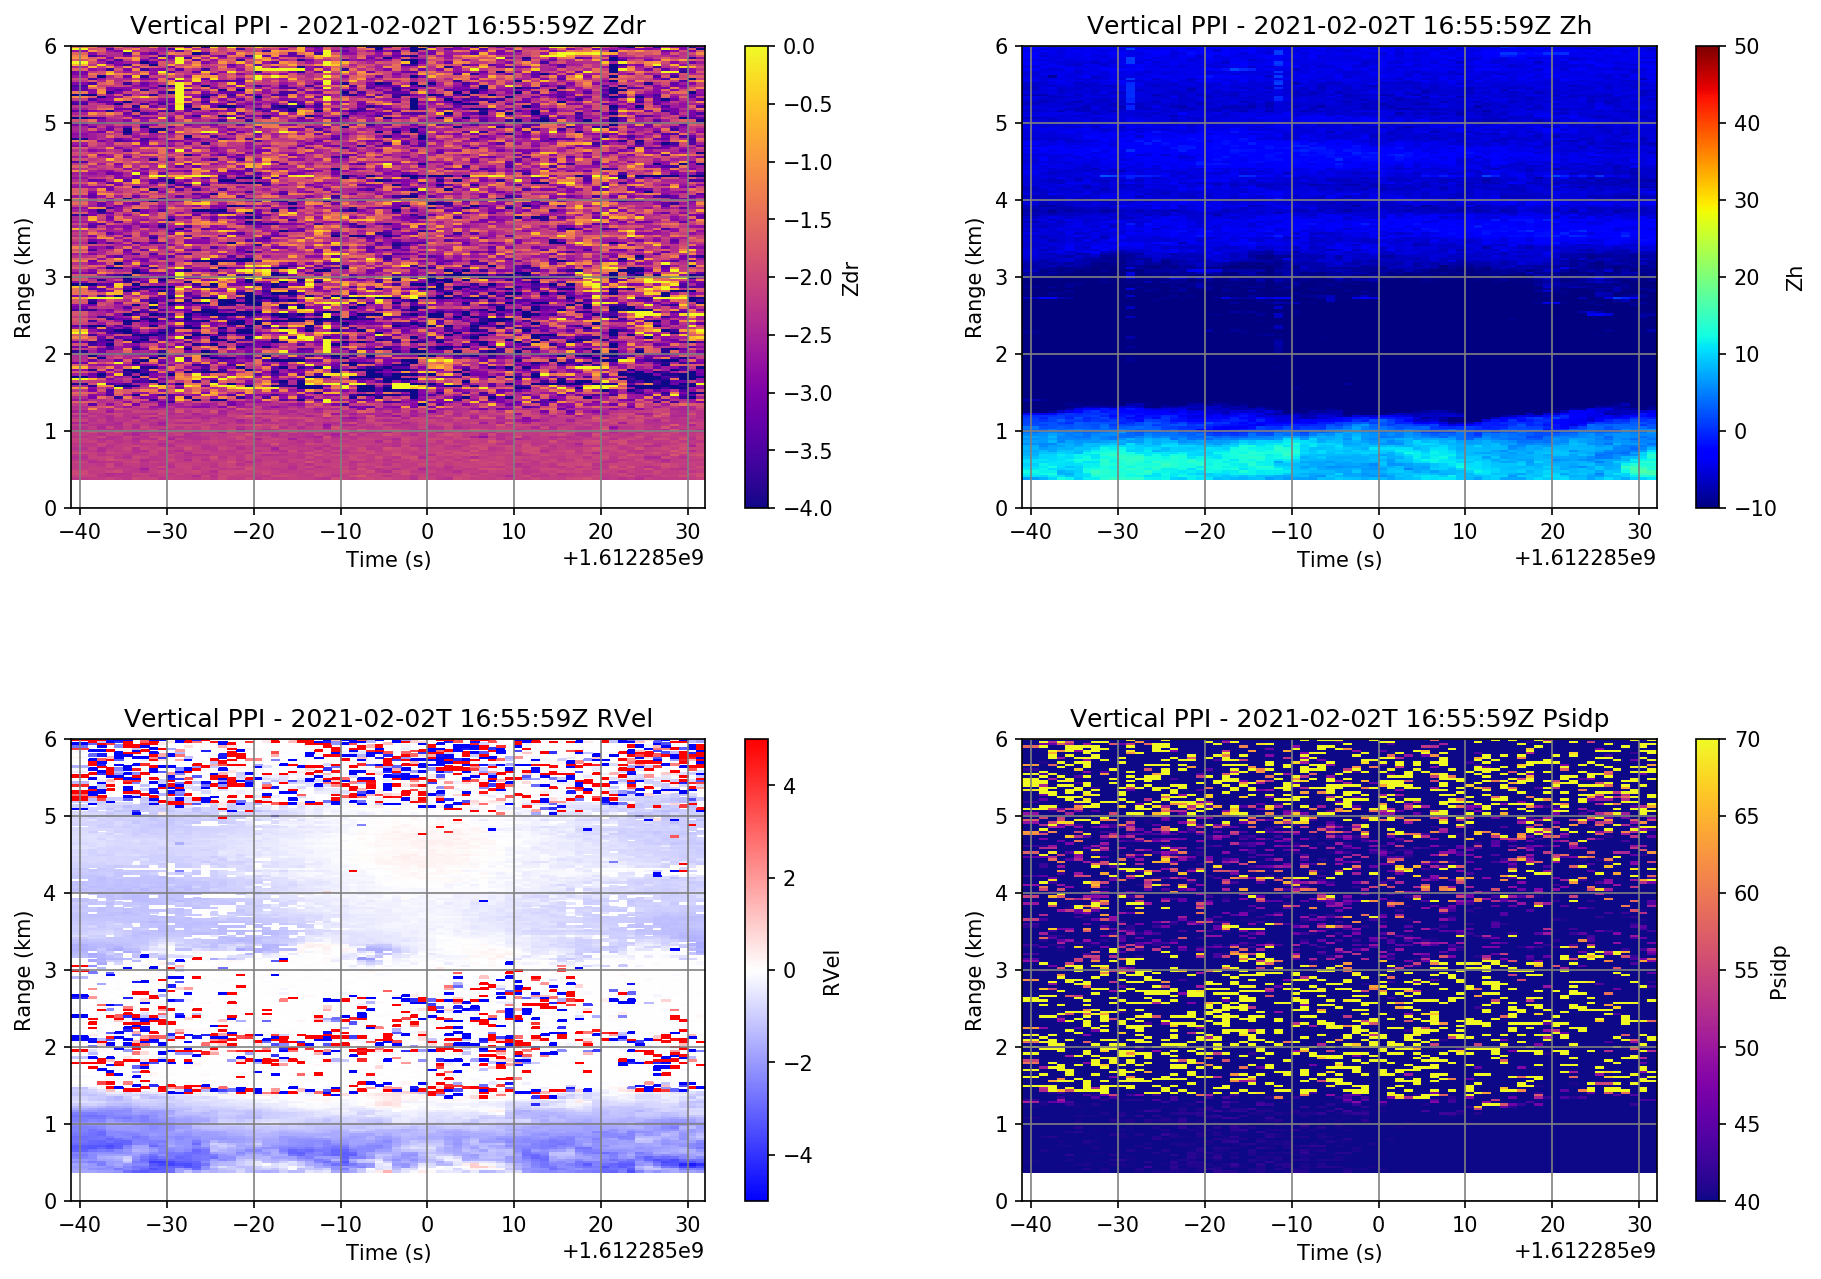 Vertical PPI - 2021-02-02T 16:55:59Z Zdr
6
5
4
3
2
1
0
Range (km)
−40 −30 −20 −10 0 10 20 30
Time (s)
+1.612285e9
0.0
−0.5
−1.0
−1.5
−2.0
−2.5
−3.0
−3.5
−4.0
Zdr
Vertical PPI - 2021-02-02T 16:55:59Z Zh
6
5
4
3
2
1
0
Range (km)
−40 −30 −20 −10 0 10 20 30
Time (s)
+1.612285e9
50
40
30
20
10
0
−10
Zh
Vertical PPI - 2021-02-02T 16:55:59Z RVel
6
5
4
3
2
1
0
Range (km)
−40 −30 −20 −10 0 10 20 30
Time (s)
+1.612285e9
4
2
0
−2
−4
RVel
Vertical PPI - 2021-02-02T 16:55:59Z Psidp
6
5
4
3
2
1
0
Range (km)
−40 −30 −20 −10 0 10 20 30
Time (s)
+1.612285e9
70
65
60
55
50
45
40
Psidp